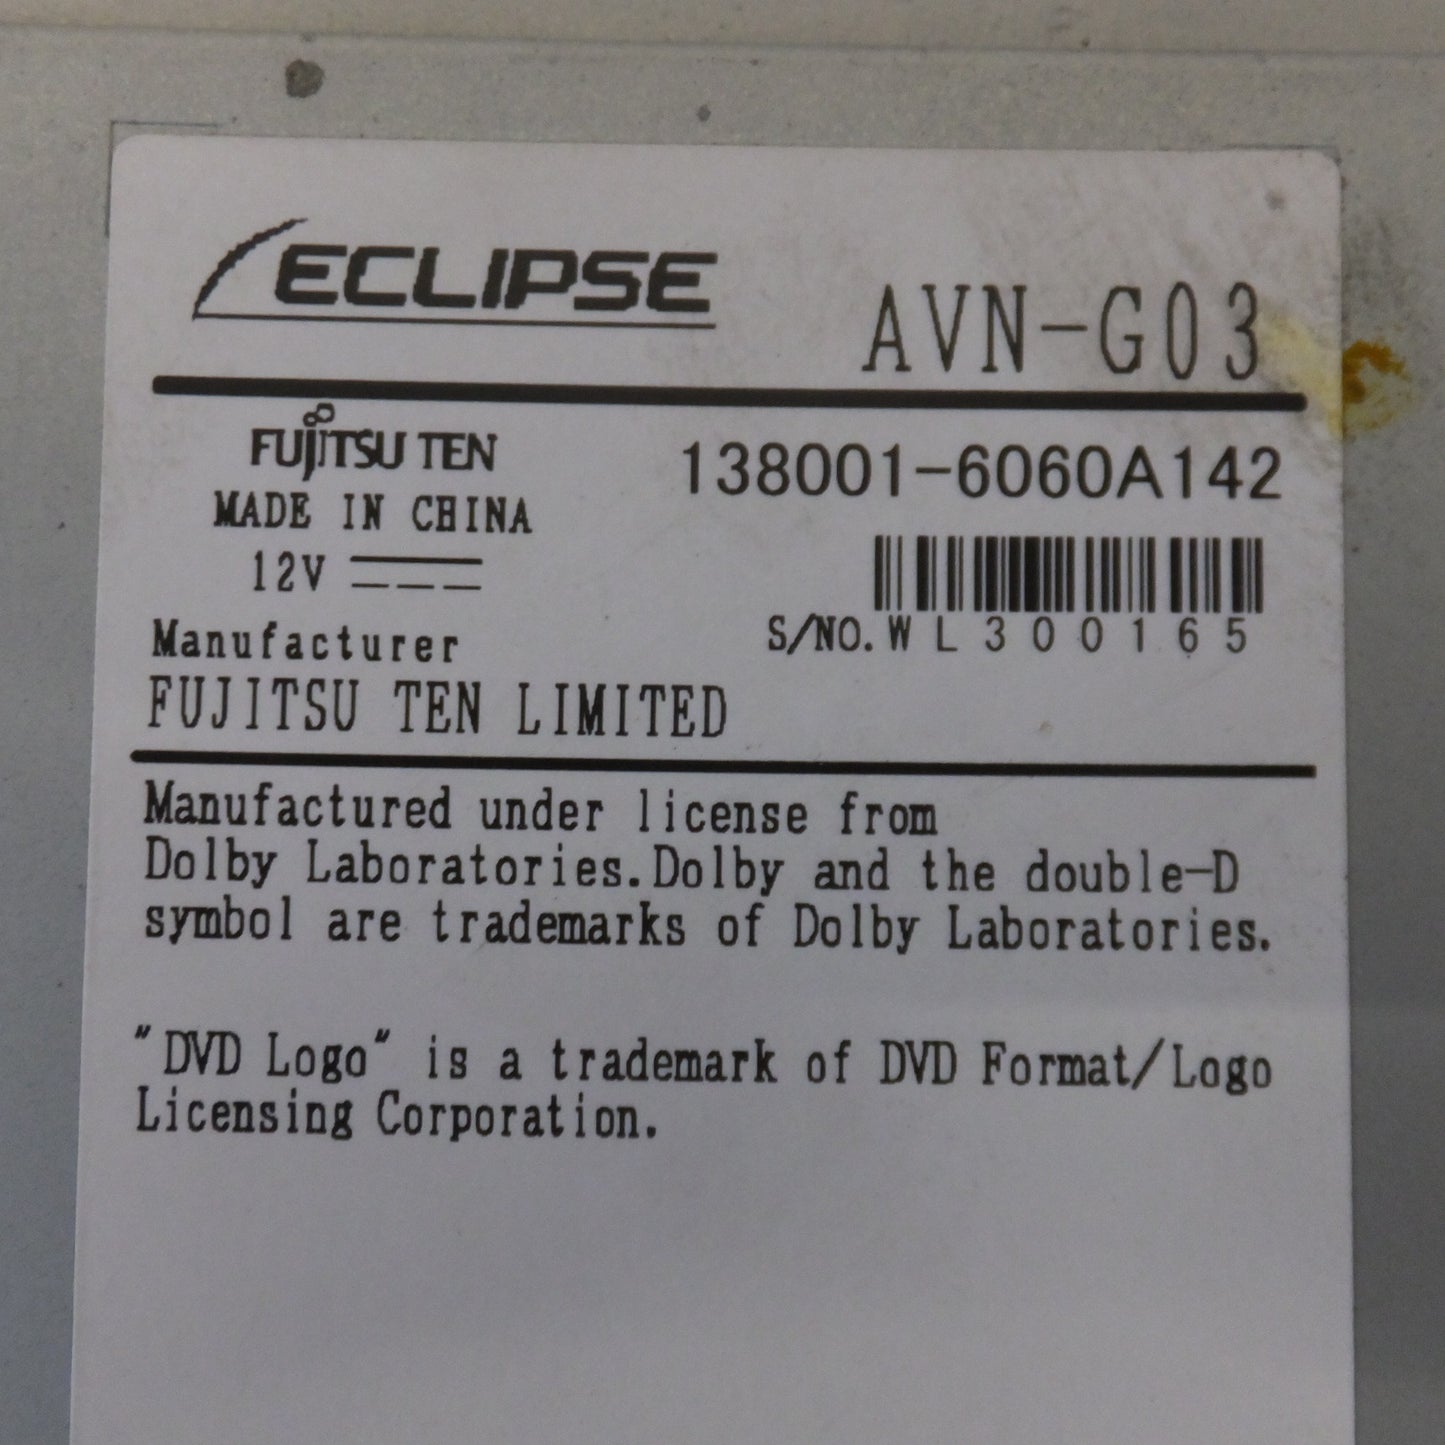 ECLIPSE AVN-G03
FUJITSU TEN 138001-6060A142
MADE IN CHINA
12V
S/NO. WL300165
Manufacturer
FUJITSU TEN LIMITED
Manufactured under license from
Dolby Laboratories. Dolby and the double-D
symbol are trademarks of Dolby Laboratories.
"DVD Logo" is a trademark of DVD Format/Logo
Licensing Corporation.